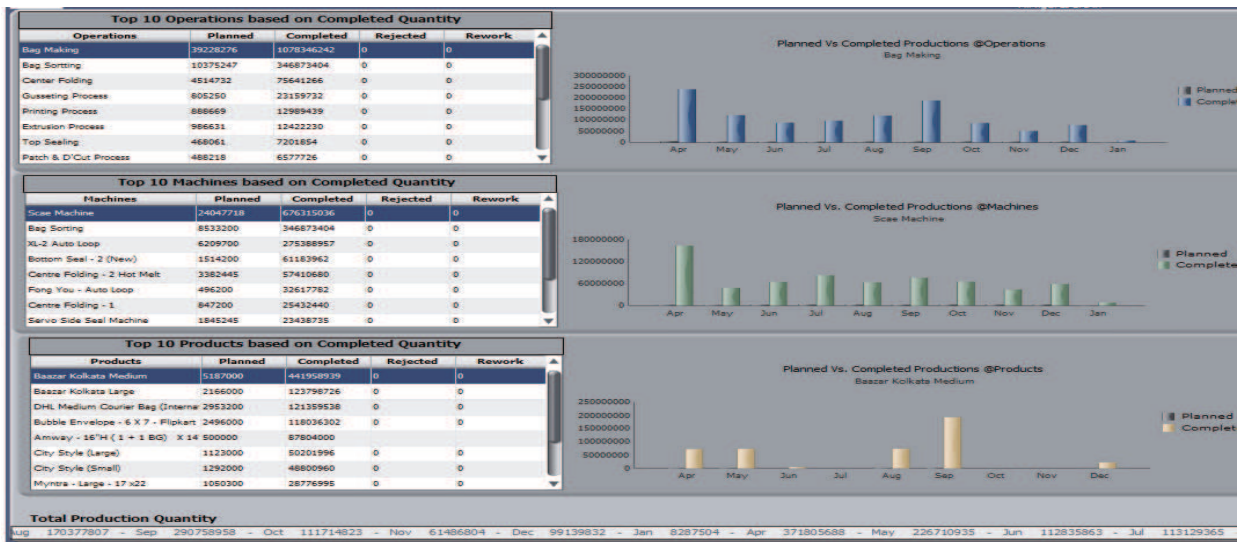 Top 10 Operations based on Completed Quantity
Operations Planned Completed Rejected Rework
Bag Making 39228276 1078346242 0 0
Bag Sortting 10375247 346873404 0 0
Center Folding 4514732 75641266 0 0
Gusseting Process 605250 23159732 0 0
Printing Process 888669 12989439 0 0
Extrusion Process 986631 12422230 0 0
Top Sealing 468061 7201854 0 0
Patch & D'Cut Process 488218 6577726 0 0
Planned Vs Completed Productions @Operations
Bag Making
300000000
250000000
200000000
150000000
100000000
50000000
0
Apr May Jun Jul Aug Sep Oct Nov Dec Jan
Planned
Comple
Top 10 Machines based on Completed Quantity
Machines Planned Completed Rejected Rework
Scae Machine 24047718 676315036 0 0
Bag Sorting 8533200 346873404 0 0
XL-2 Auto Loop 6209700 275388957 0 0
Bottom Seal - 2 (New) 1514200 61183962 0 0
Centre Folding - 2 Hot Melt 3382445 57410680 0 0
Fong You - Auto Loop 496200 32617782 0 0
Centre Folding - 1 847200 25432440 0 0
Servo Side Seal Machine 1845245 23438735 0 0
Planned Vs. Completed Productions @Machines
Scae Machine
180000000
120000000
60000000
0
Apr May Jun Jul Aug Sep Oct Nov Dec Jan
Planned
Complete
Top 10 Products based on Completed Quantity
Products Planned Completed Rejected Rework
Baazar Kolkata Medium 5187000 441958939 0 0
Baazar Kolkata Large 2166000 123798726 0 0
DHL Medium Courier Bag (Interna 2953200 121359538 0 0
Bubble Envelope - 6 X 7 - Flipkart 2496000 118036302 0 0
Amway - 16"H ( 1 + 1 BG) X 14 500000 87804000
City Style (Large) 1123000 50201996 0 0
City Style (Small) 1292000 48800960 0 0
Myntra - Large - 17 x22 1050300 28776995 0 0
Planned Vs. Completed Productions @Products
Baazar Kolkata Medium
250000000
200000000
150000000
100000000
50000000
0
Apr May Jun Jul Aug Sep Oct Nov Dec
Planned
Complet
Total Production Quantity
ug 170377807 - Sep 290758958 - Oct 111714823 - Nov 61486804 - Dec 99139832 - Jan 8287504 - Apr 371805688 - May 226710935 - Jun 112835863 - Jul 113129365 -